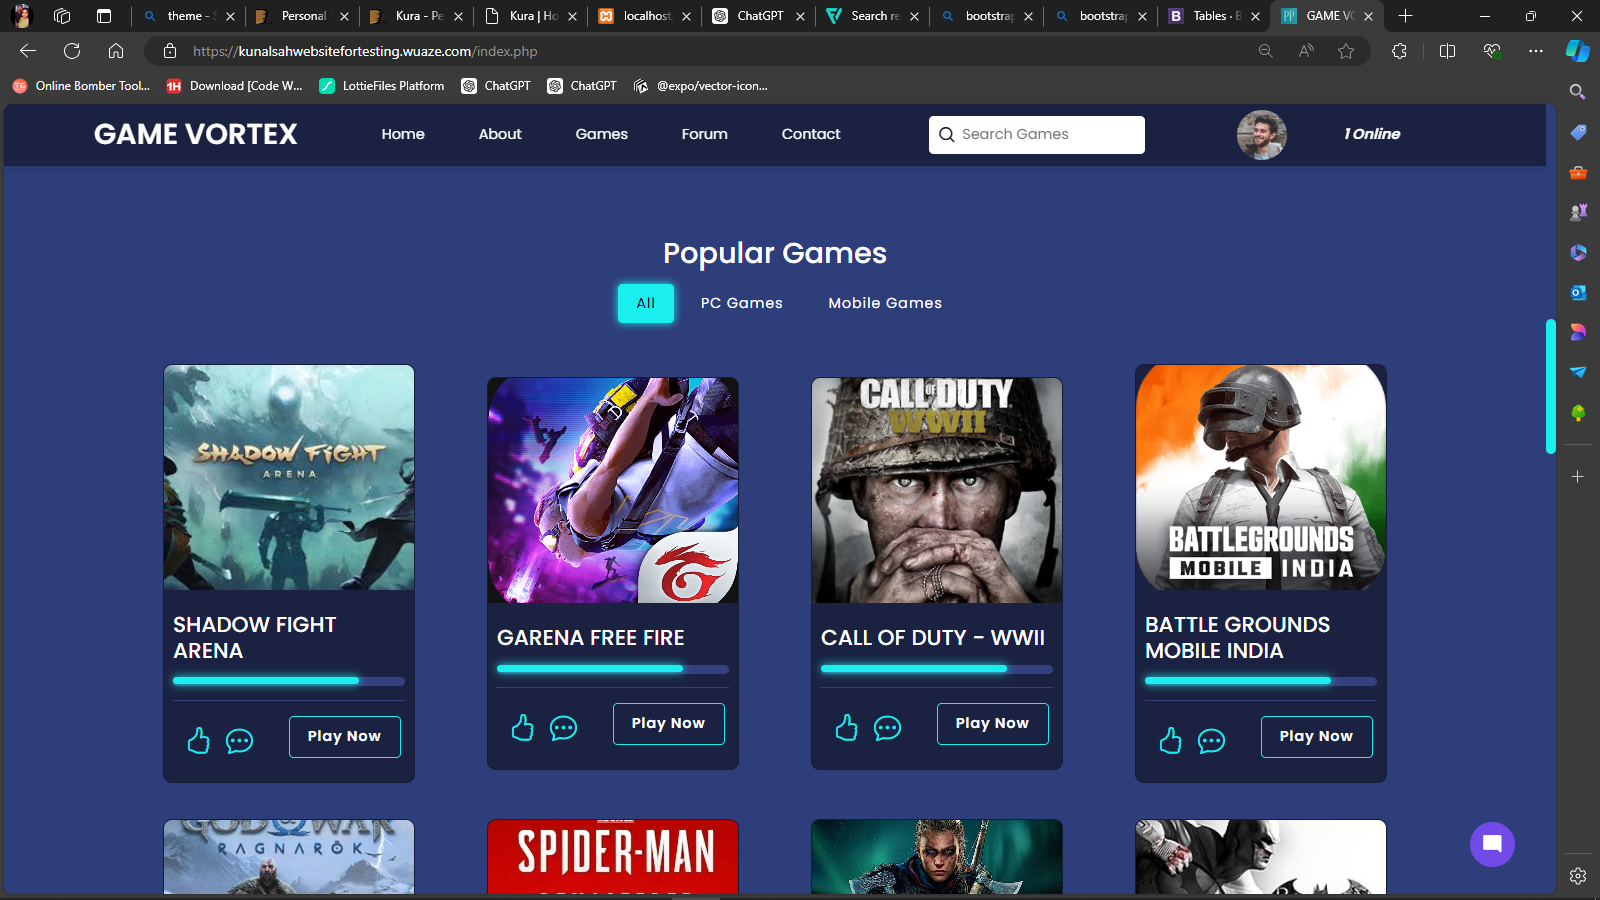 theme - S
Personal
Kura - Pe
Kura | Ho
localhost
ChatGPT
Search re
bootstrap
bootstrap
Tables · B
GAME VO
https://kunalsahwebsitefortesting.wuaze.com/index.php
Online Bomber Tool...
Download [Code W...
LottieFiles Platform
ChatGPT
ChatGPT
@expo/vector-icon...
GAME VORTEX
Home
About
Games
Forum
Contact
Search Games
1 Online
Popular Games
All
PC Games
Mobile Games
SHADOW FIGHT
ARENA
CALL OF DUTY
WWII
BATTLEGROUNDS
MOBILE INDIA
SHADOW FIGHT
ARENA
GARENA FREE FIRE
CALL OF DUTY - WWII
BATTLE GROUNDS
MOBILE INDIA
Play Now
Play Now
Play Now
Play Now
GOD OF WAR
RAGNARÖK
SPIDER-MAN